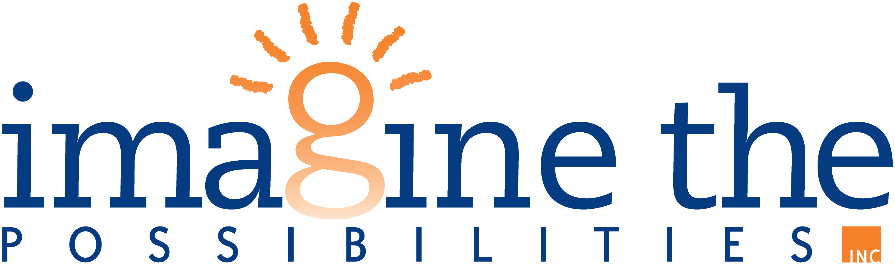 imagine the
POSSIBILITIES INC